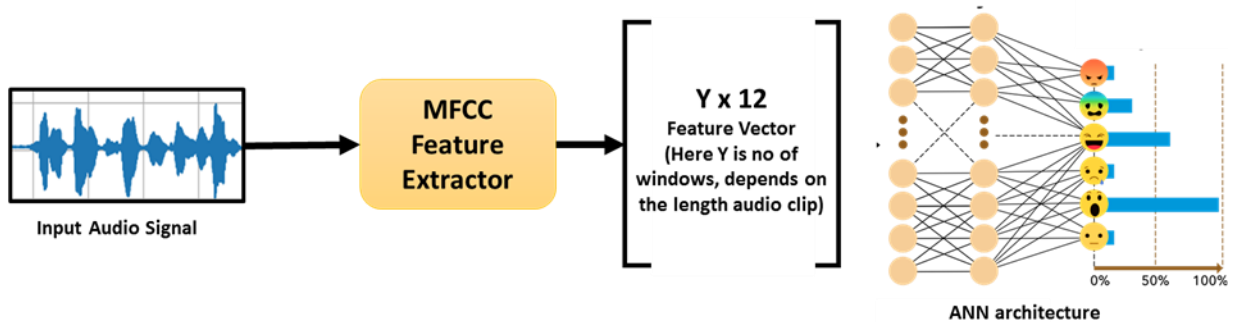 Input Audio Signal
MFCC
Feature
Extractor
Y x 12
Feature Vector
(Here Y is no of
windows, depends on
the length audio clip)
0% 50% 100%
ANN architecture